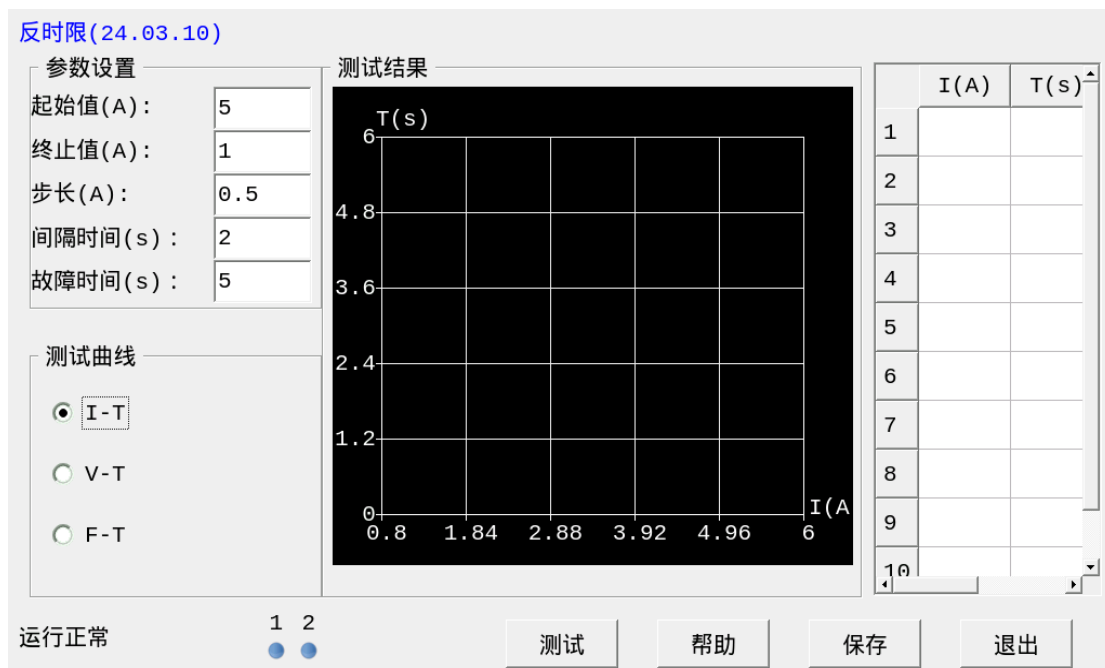 反时限(24.03.10)
参数设置
起始值(A): 5
终止值(A): 1
步长(A): 0.5
间隔时间(s): 2
故障时间(s): 5
测试曲线
I-T
V-T
F-T
测试结果
T(s)
6
4.8
3.6
2.4
1.2
0
I(A
0.8 1.84 2.88 3.92 4.96 6
I(A) T(s)
1
2
3
4
5
6
7
8
9
10
运行正常
1 2
测试 帮助 保存 退出